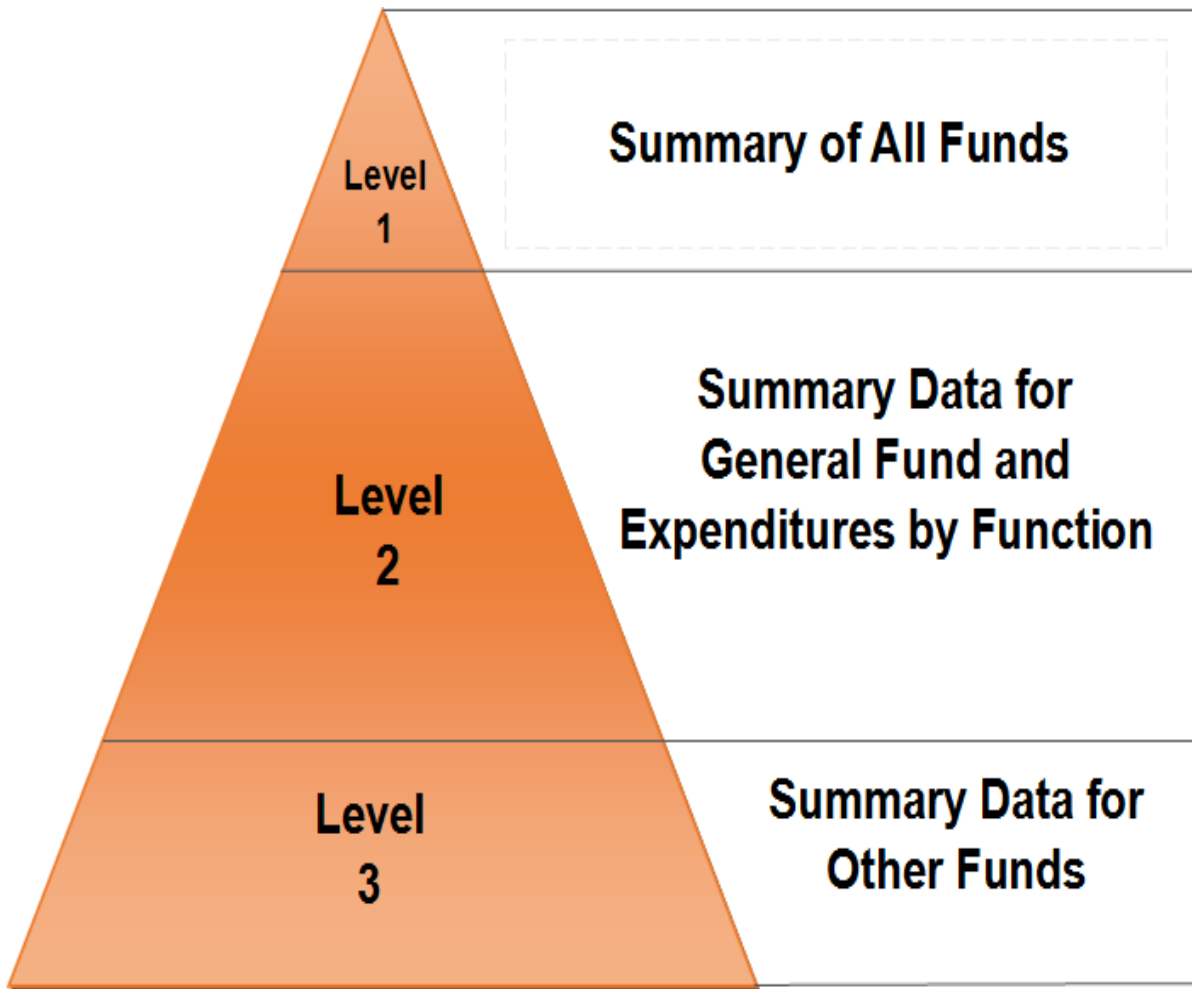 Level
1
Summary of All Funds
Level
2
Summary Data for
General Fund and
Expenditures by Function
Level
3
Summary Data for
Other Funds